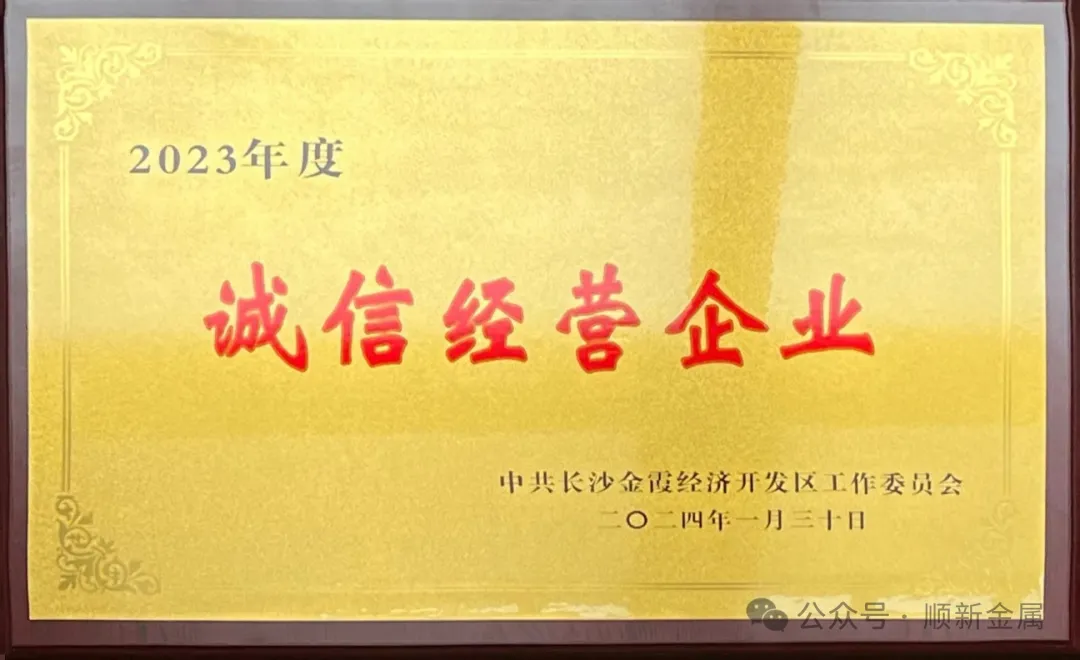 2023年度
诚信经营企业
中共长沙金霞经济开发区工作委员会
二〇二四年一月三十日
公众号·顺新金属